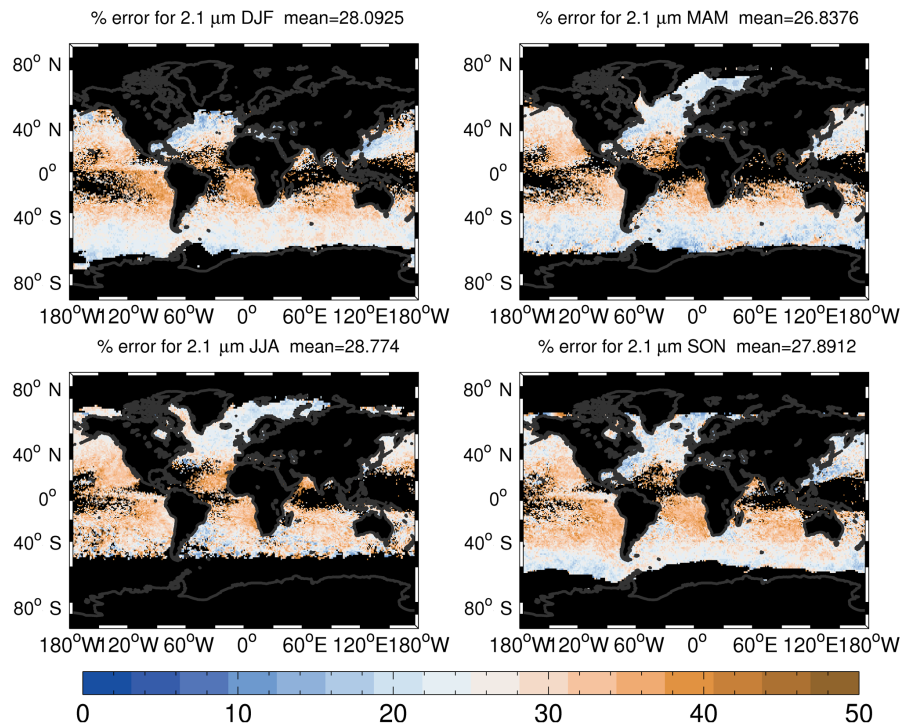 % error for 2.1 μm DJF mean=28.0925
% error for 2.1 μm MAM mean=26.8376
80° N
40° N
0°
40° S
80° S
180°W120°W 60°W 0° 60°E 120°E180°W
80° N
40° N
0°
40° S
80° S
180°W120°W 60°W 0° 60°E 120°E180°W
% error for 2.1 μm JJA mean=28.774
% error for 2.1 μm SON mean=27.8912
80° N
40° N
0°
40° S
80° S
180°W120°W 60°W 0° 60°E 120°E180°W
80° N
40° N
0°
40° S
80° S
180°W120°W 60°W 0° 60°E 120°E180°W
0 10 20 30 40 50